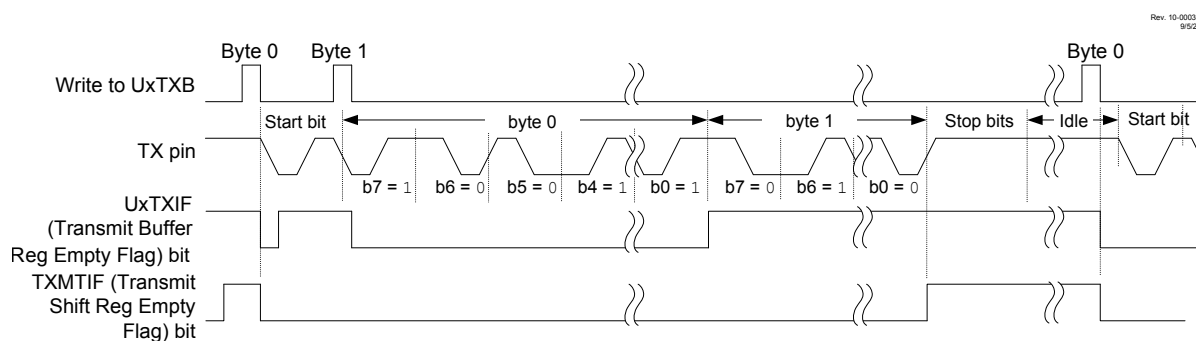 Rev. 10-0003
9/5/2
Byte 0 Byte 1 Byte 0
Write to UxTXB
Start bit byte 0 byte 1 Stop bits Idle Start bit
TX pin
b7 = 1 b6 = 0 b5 = 0 b4 = 1 b0 = 1 b7 = 0 b6 = 1 b0 = 0
UxTXIF
(Transmit Buffer
Reg Empty Flag) bit
TXMTIF (Transmit
Shift Reg Empty
Flag) bit